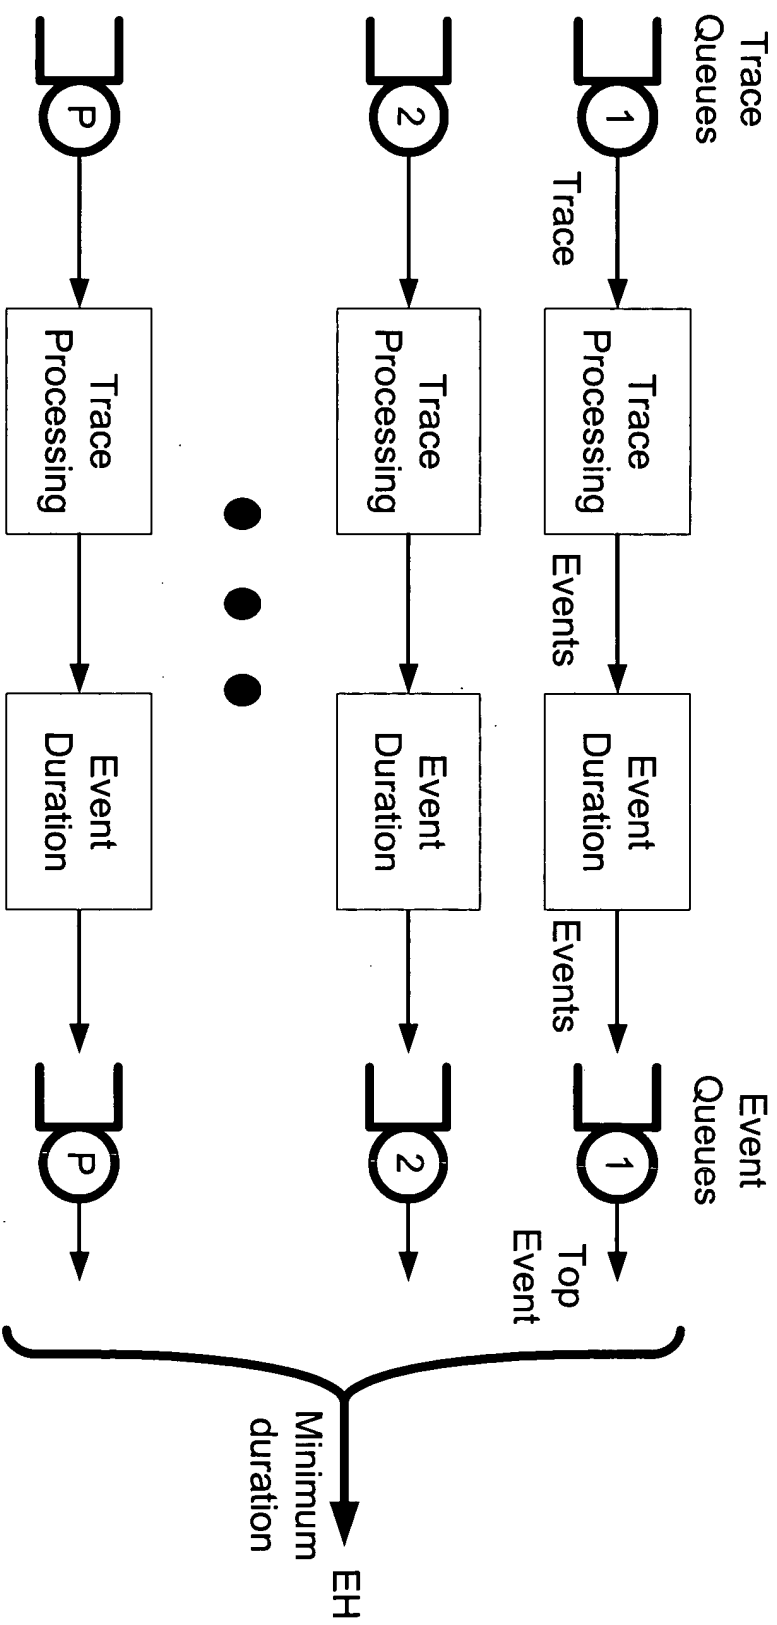 Trace
Queues
Event
Queues
1
Trace
Trace
Processing
Events
Event
Duration
Events
1
Top
Event
2
Trace
Processing
Event
Duration
2
P
Trace
Processing
Event
Duration
P
Minimum
duration
EH